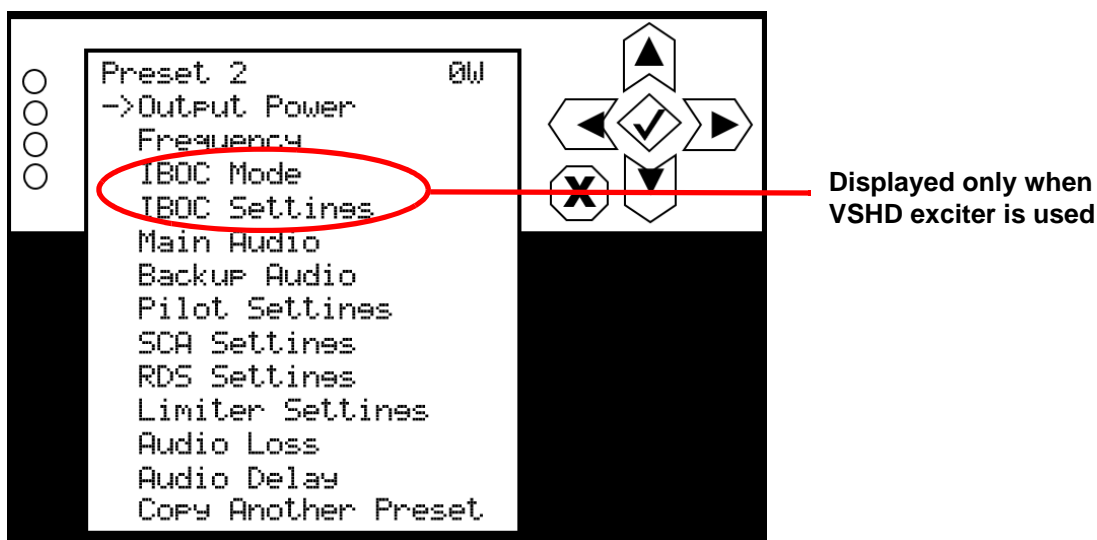 Preset 2 0W
->Output Power
Frequency
IBOC Mode
IBOC Settings
Main Audio
Backup Audio
Pilot Settings
SCA Settings
RDS Settings
Limiter Settings
Audio Loss
Audio Delay
Copy Another Preset
X
Displayed only when
VSHD exciter is used